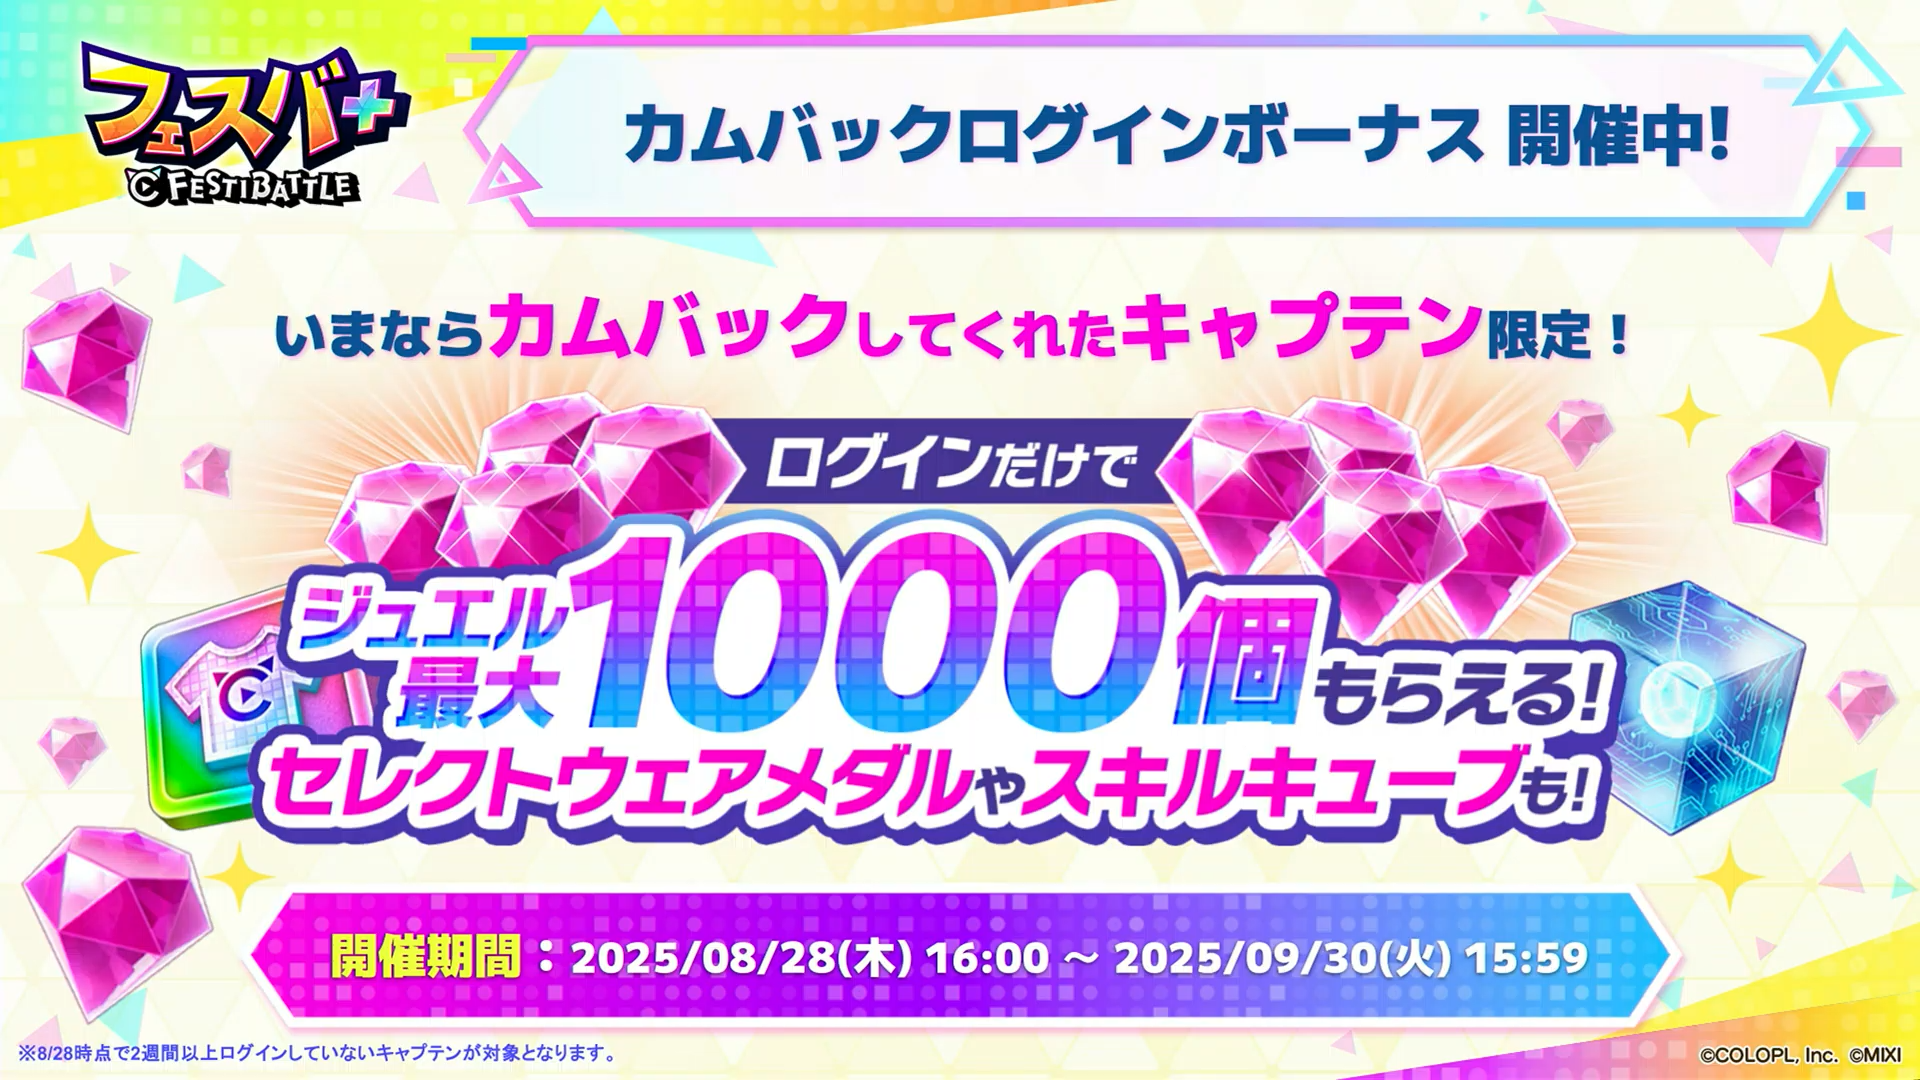 フェスバ+
FESTIBATTLE
カムバックログインボーナス 開催中!
いまならカムバックしてくれたキャプテン限定！
ログインだけで
ジュエル最大1000個もらえる!
セレクトウェアメダルやスキルキューブも!
開催期間：2025/08/28(木) 16:00 ～ 2025/09/30(火) 15:59
※8/28時点で2週間以上ログインしていないキャプテンが対象となります。
©COLOPL, Inc. ©MIXI